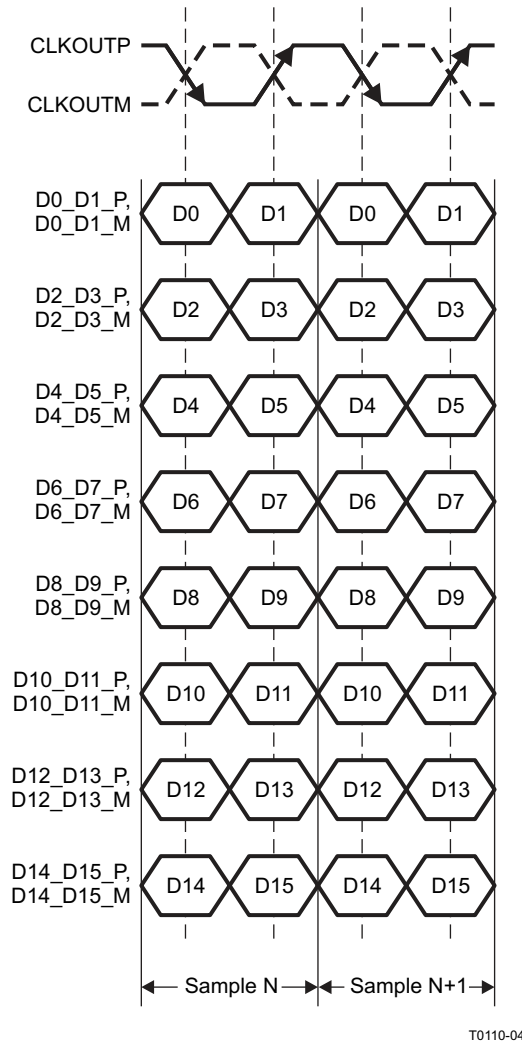 CLKOUTP
CLKOUTM
D0_D1_P,
D0_D1_M
D0 D1 D0 D1
D2_D3_P,
D2_D3_M
D2 D3 D2 D3
D4_D5_P,
D4_D5_M
D4 D5 D4 D5
D6_D7_P,
D6_D7_M
D6 D7 D6 D7
D8_D9_P,
D8_D9_M
D8 D9 D8 D9
D10_D11_P,
D10_D11_M
D10 D11 D10 D11
D12_D13_P,
D12_D13_M
D12 D13 D12 D13
D14_D15_P,
D14_D15_M
D14 D15 D14 D15
Sample N Sample N+1
T0110-04